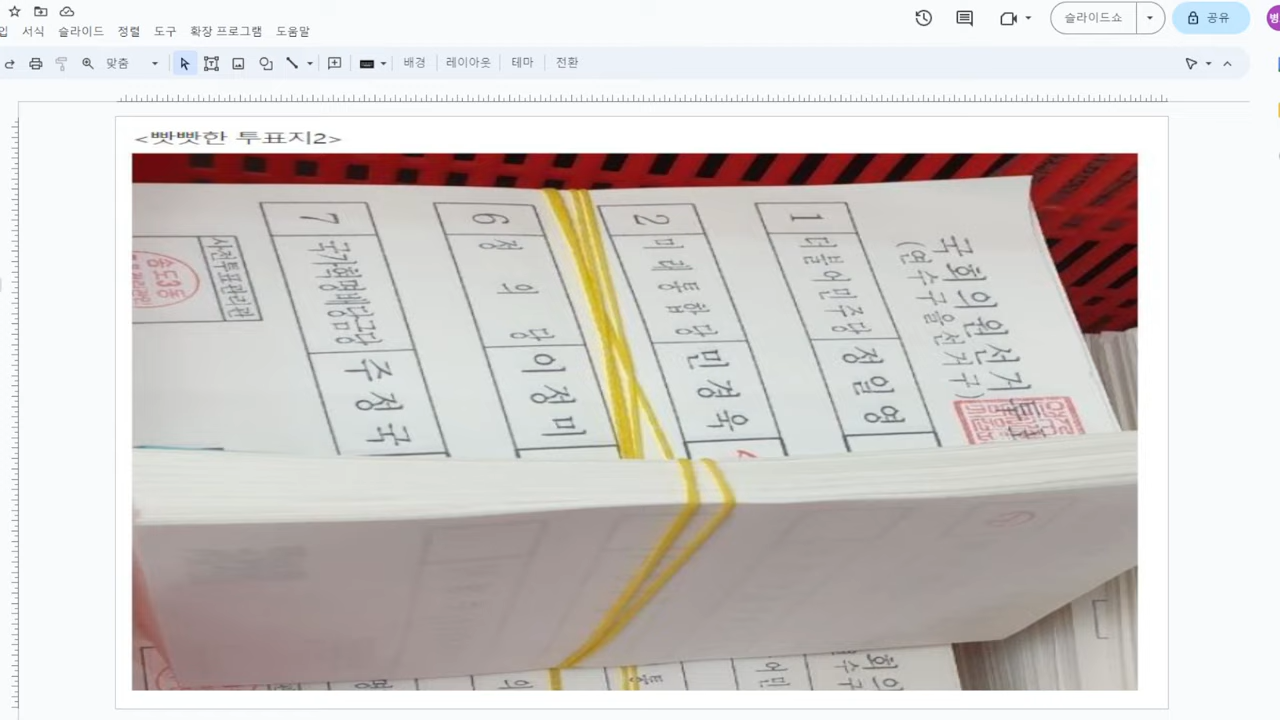 서식 슬라이드 정렬 도구 확장 프로그램 도움말
슬라이드쇼
공유
맞춤
배경 레이아웃 테마 전환
<빳빳한 투표지2>
국회의원선거투표
(연수구을선거구)
1 더불어민주당 정일영
2 미래통합당 민경욱
6 정의당 이정미
7 국가혁명배당금당 주정국
사전투표관리관
송도3동